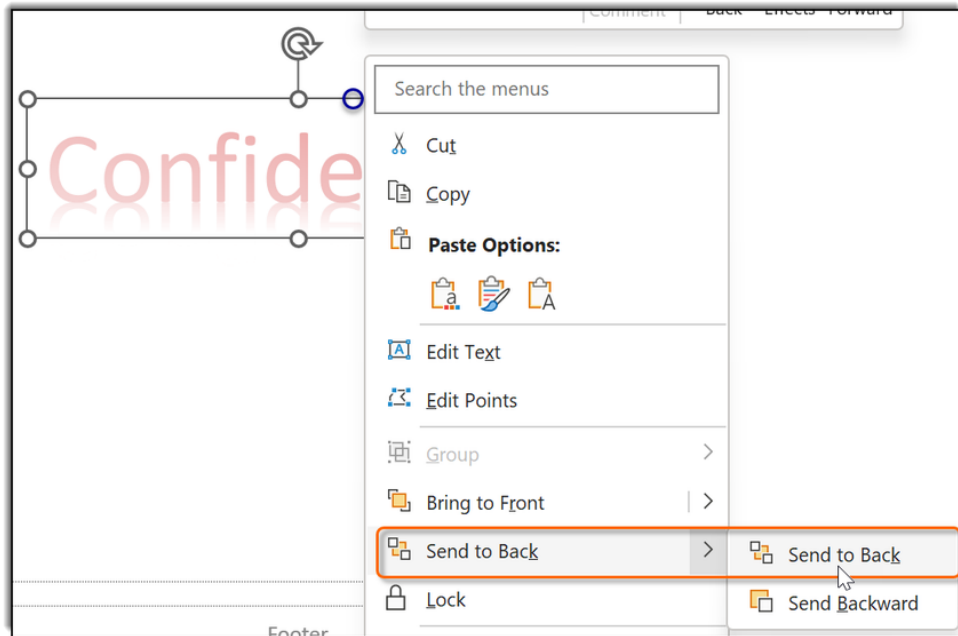 Comment Back Effects Forward
Search the menus
Confide
Cut
Copy
Paste Options:
Edit Text
Edit Points
Group
Bring to Front
Send to Back
Send to Back
Lock
Send Backward
Footer